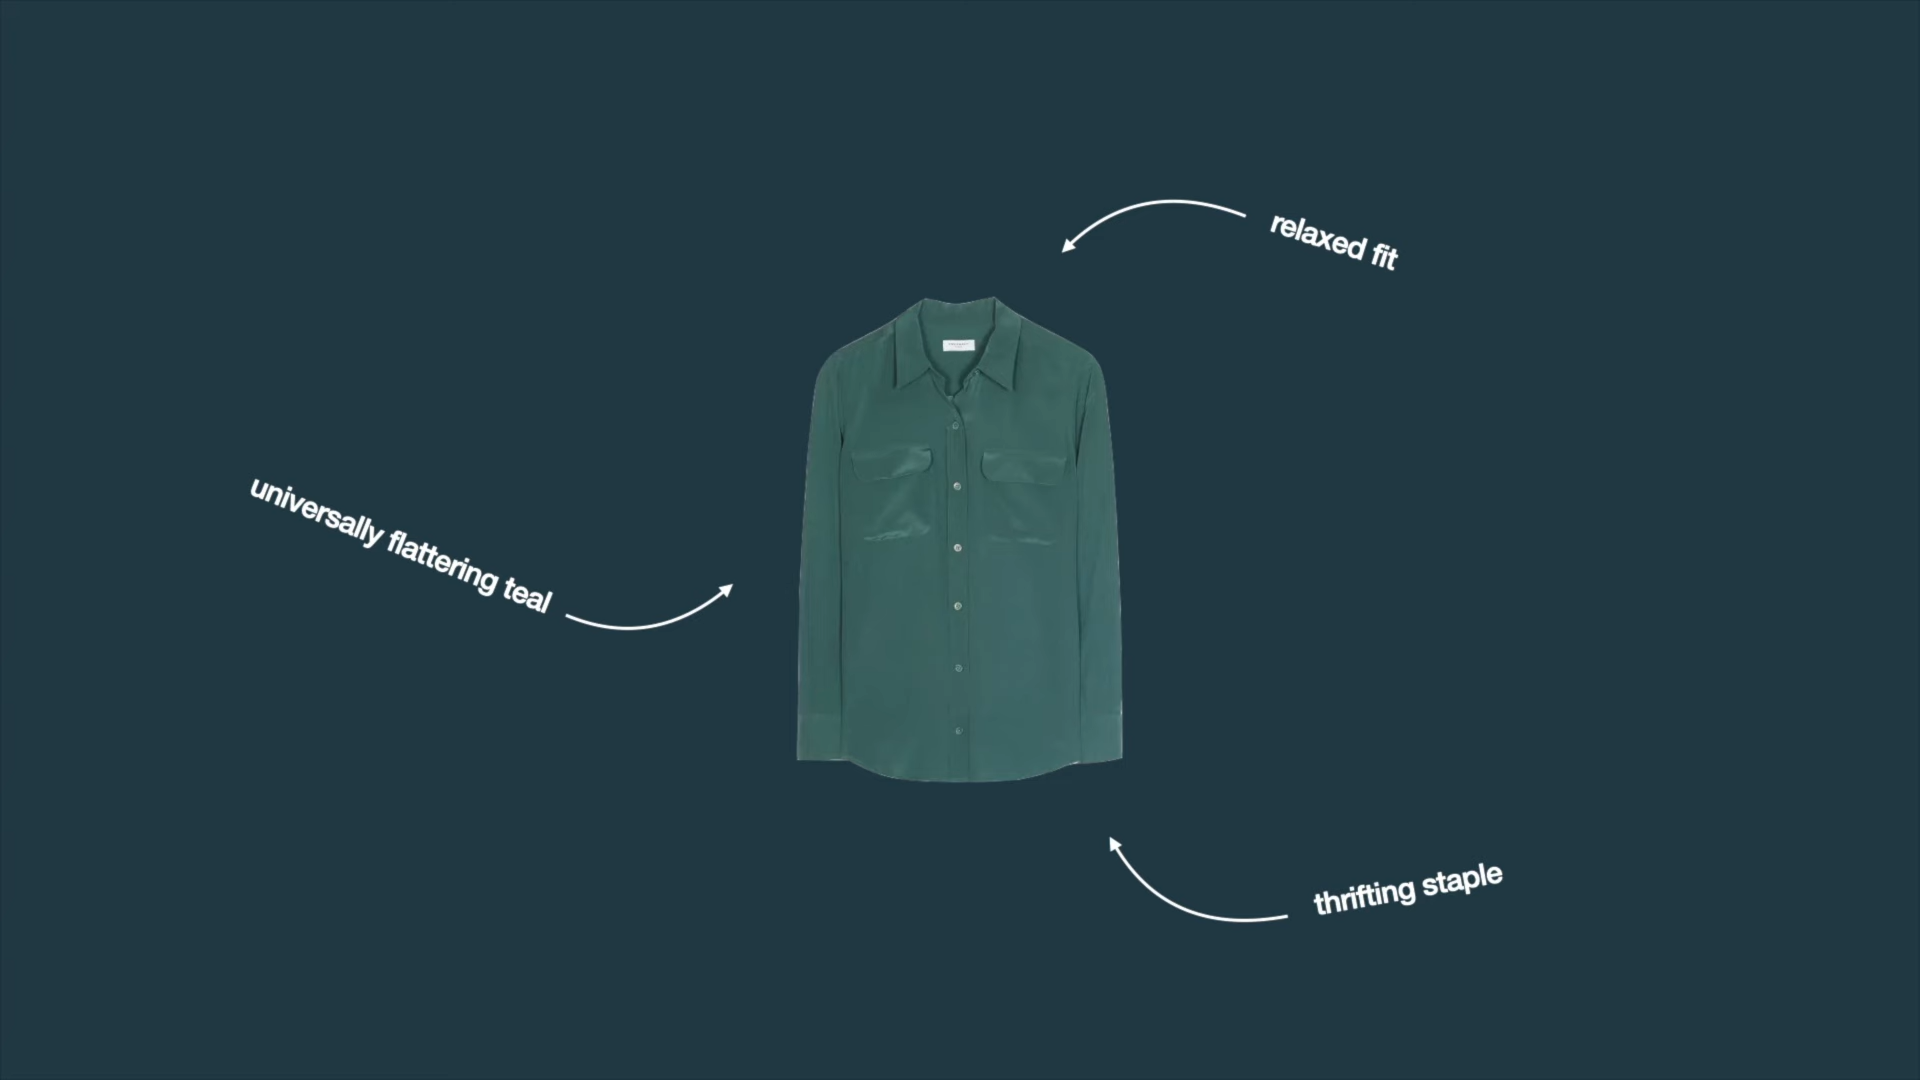 relaxed fit
universally flattering teal
thrifting staple